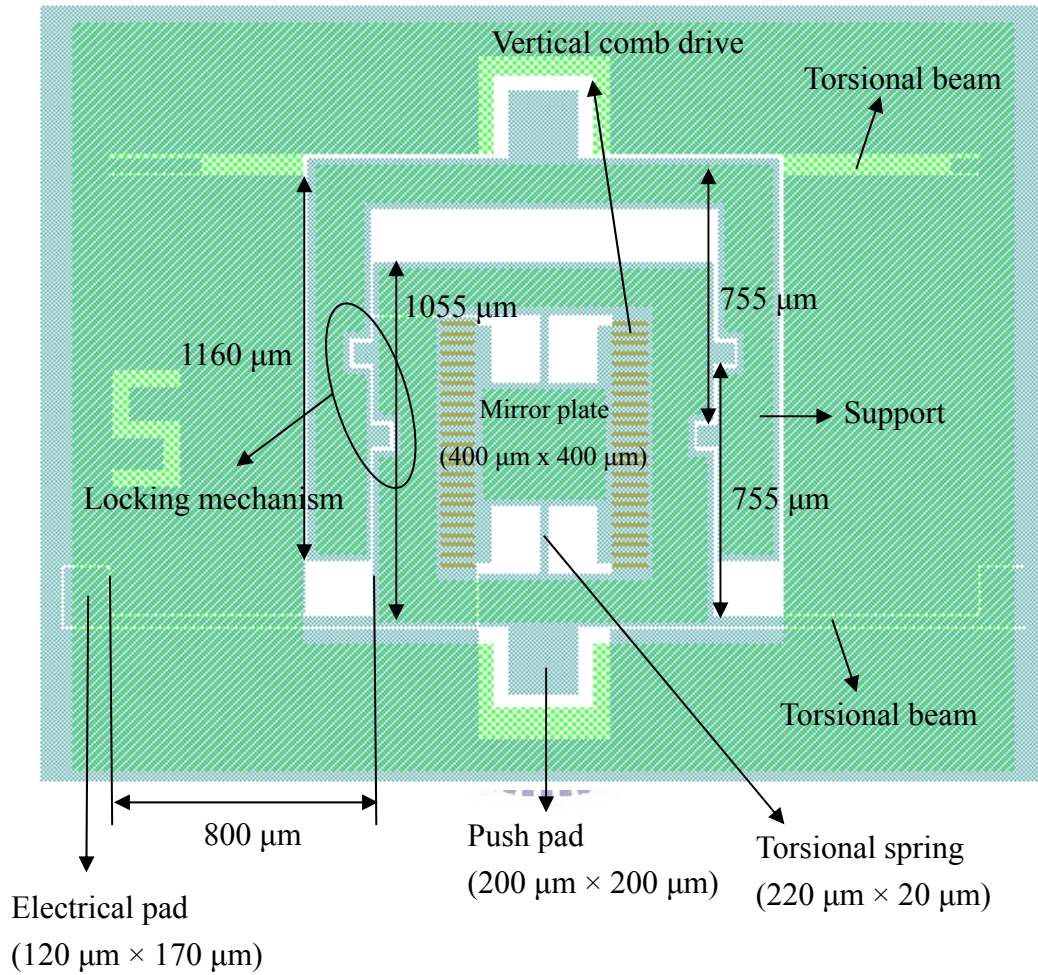 Vertical comb drive
Torsional beam
1055 μm
755 μm
1160 μm
Mirror plate
(400 μm x 400 μm)
Support
Locking mechanism
755 μm
Torsional beam
800 μm
Push pad
(200 μm × 200 μm)
Torsional spring
(220 μm × 20 μm)
Electrical pad
(120 μm × 170 μm)